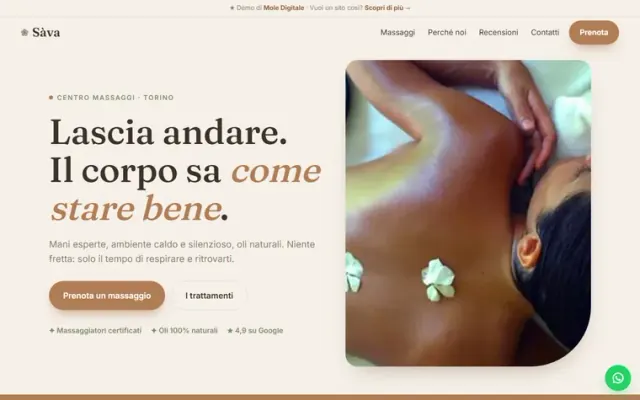 ★ Demo di Mole Digitale · Vuoi un sito così? Scopri di più →
Sàva
Massaggi Perché noi Recensioni Contatti Prenota
CENTRO MASSAGGI · TORINO
Lascia andare.
Il corpo sa come
stare bene.
Mani esperte, ambiente caldo e silenzioso, oli naturali. Niente
fretta: solo il tempo di respirare e ritrovarti.
Prenota un massaggio I trattamenti
✦ Massaggiatori certificati ✦ Oli 100% naturali ★ 4,9 su Google